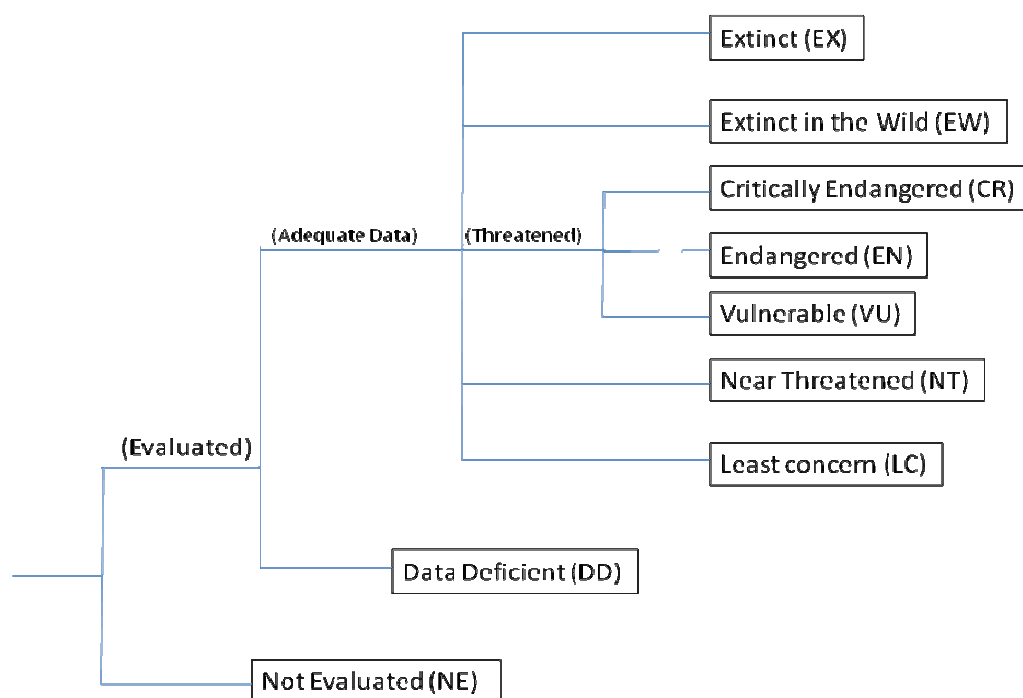 Extinct (EX)
Extinct in the Wild (EW)
Critically Endangered (CR)
(Adequate Data)
(Threatened)
Endangered (EN)
Vulnerable (VU)
Near Threatened (NT)
(Evaluated)
Least concern (LC)
Data Deficient (DD)
Not Evaluated (NE)